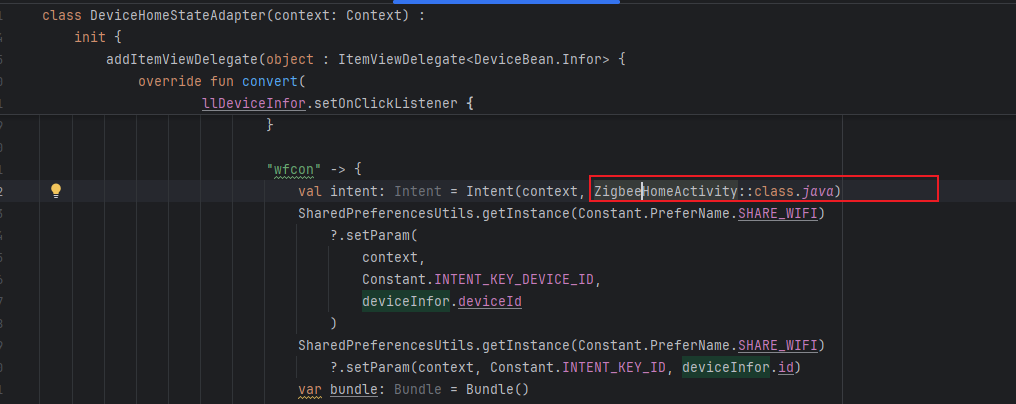 class DeviceHomeStateAdapter(context: Context) :
init {
addItemViewDelegate(object : ItemViewDelegate<DeviceBean.Infor> {
override fun convert(
llDeviceInfor.setOnClickListener {
}
"wfcon" -> {
val intent: Intent = Intent(context, ZigbeeHomeActivity::class.java)
SharedPreferencesUtils.getInstance(Constant.PreferName.SHARE_WIFI)
?.setParam(
context,
Constant.INTENT_KEY_DEVICE_ID,
deviceInfor.deviceId
)
SharedPreferencesUtils.getInstance(Constant.PreferName.SHARE_WIFI)
?.setParam(context, Constant.INTENT_KEY_ID, deviceInfor.id)
var bundle: Bundle = Bundle()